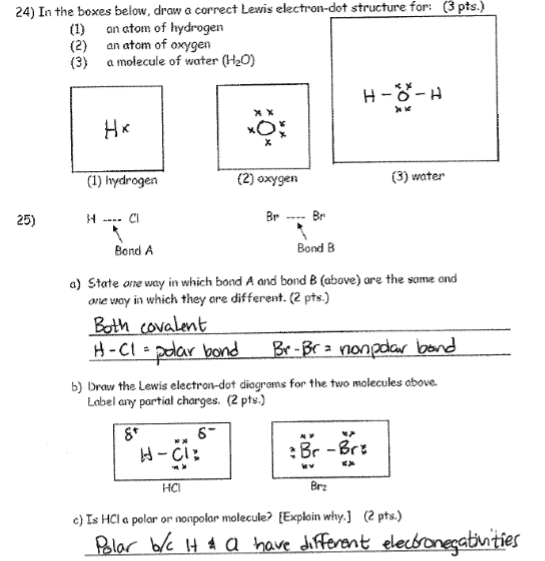 24) In the boxes below, draw a correct Lewis electron-dot structure for: (3 pts.)
(1) an atom of hydrogen
(2) an atom of oxygen
(3) a molecule of water (H₂O)
H
O
H - O - H
(1) hydrogen
(2) oxygen
(3) water
25) H ---- Cl Br ---- Br
Bond A Bond B
a) State one way in which bond A and bond B (above) are the same and
one way in which they are different. (2 pts.)
Both covalent
H-Cl = polar bond Br-Br = nonpolar bond
b) Draw the Lewis electron-dot diagrams for the two molecules above.
Label any partial charges. (2 pts.)
δ+ δ-
H - Cl
Br - Br
HCl
Br₂
c) Is HCl a polar or nonpolar molecule? [Explain why.] (2 pts.)
Polar b/c H & Cl have different electronegativities